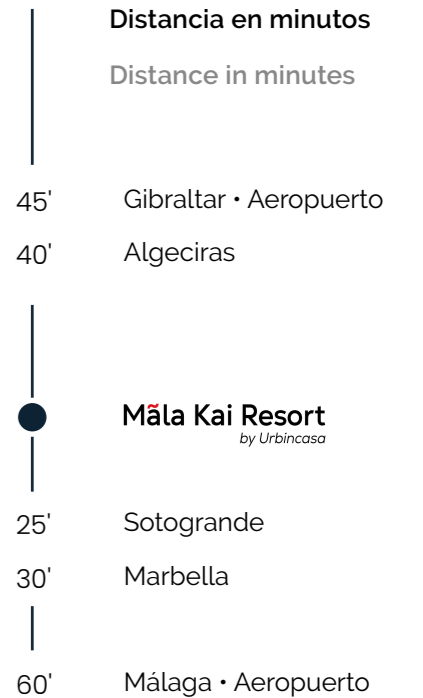 Distancia en minutos
Distance in minutes
45' Gibraltar • Aeropuerto
40' Algeciras
Mãla Kai Resort
by Urbincasa
25' Sotogrande
30' Marbella
60' Málaga • Aeropuerto